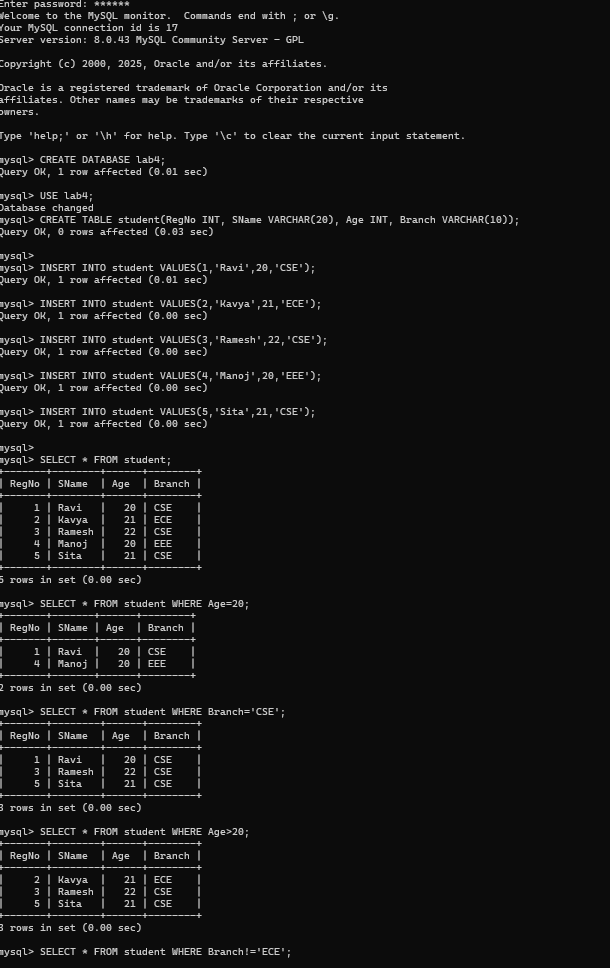 Enter password: ******
Welcome to the MySQL monitor.  Commands end with ; or \g.
Your MySQL connection id is 17
Server version: 8.0.43 MySQL Community Server - GPL

Copyright (c) 2000, 2025, Oracle and/or its affiliates.

Oracle is a registered trademark of Oracle Corporation and/or its
affiliates. Other names may be trademarks of their respective
owners.

Type 'help;' or '\h' for help. Type '\c' to clear the current input statement.

mysql> CREATE DATABASE lab4;
Query OK, 1 row affected (0.01 sec)

mysql> USE lab4;
Database changed
mysql> CREATE TABLE student(RegNo INT, SName VARCHAR(20), Age INT, Branch VARCHAR(10));
Query OK, 0 rows affected (0.03 sec)

mysql>
mysql> INSERT INTO student VALUES(1,'Ravi',20,'CSE');
Query OK, 1 row affected (0.01 sec)

mysql> INSERT INTO student VALUES(2,'Kavya',21,'ECE');
Query OK, 1 row affected (0.00 sec)

mysql> INSERT INTO student VALUES(3,'Ramesh',22,'CSE');
Query OK, 1 row affected (0.00 sec)

mysql> INSERT INTO student VALUES(4,'Manoj',20,'EEE');
Query OK, 1 row affected (0.00 sec)

mysql> INSERT INTO student VALUES(5,'Sita',21,'CSE');
Query OK, 1 row affected (0.00 sec)

mysql>
mysql> SELECT * FROM student;
+-------+--------+------+--------+
| RegNo | SName  | Age  | Branch |
+-------+--------+------+--------+
|     1 | Ravi   |   20 | CSE    |
|     2 | Kavya  |   21 | ECE    |
|     3 | Ramesh |   22 | CSE    |
|     4 | Manoj  |   20 | EEE    |
|     5 | Sita   |   21 | CSE    |
+-------+--------+------+--------+
5 rows in set (0.00 sec)

mysql> SELECT * FROM student WHERE Age=20;
+-------+-------+------+--------+
| RegNo | SName | Age  | Branch |
+-------+-------+------+--------+
|     1 | Ravi  |   20 | CSE    |
|     4 | Manoj |   20 | EEE    |
+-------+-------+------+--------+
2 rows in set (0.00 sec)

mysql> SELECT * FROM student WHERE Branch='CSE';
+-------+--------+------+--------+
| RegNo | SName  | Age  | Branch |
+-------+--------+------+--------+
|     1 | Ravi   |   20 | CSE    |
|     3 | Ramesh |   22 | CSE    |
|     5 | Sita   |   21 | CSE    |
+-------+--------+------+--------+
3 rows in set (0.00 sec)

mysql> SELECT * FROM student WHERE Age>20;
+-------+--------+------+--------+
| RegNo | SName  | Age  | Branch |
+-------+--------+------+--------+
|     2 | Kavya  |   21 | ECE    |
|     3 | Ramesh |   22 | CSE    |
|     5 | Sita   |   21 | CSE    |
+-------+--------+------+--------+
3 rows in set (0.00 sec)

mysql> SELECT * FROM student WHERE Branch!='ECE';